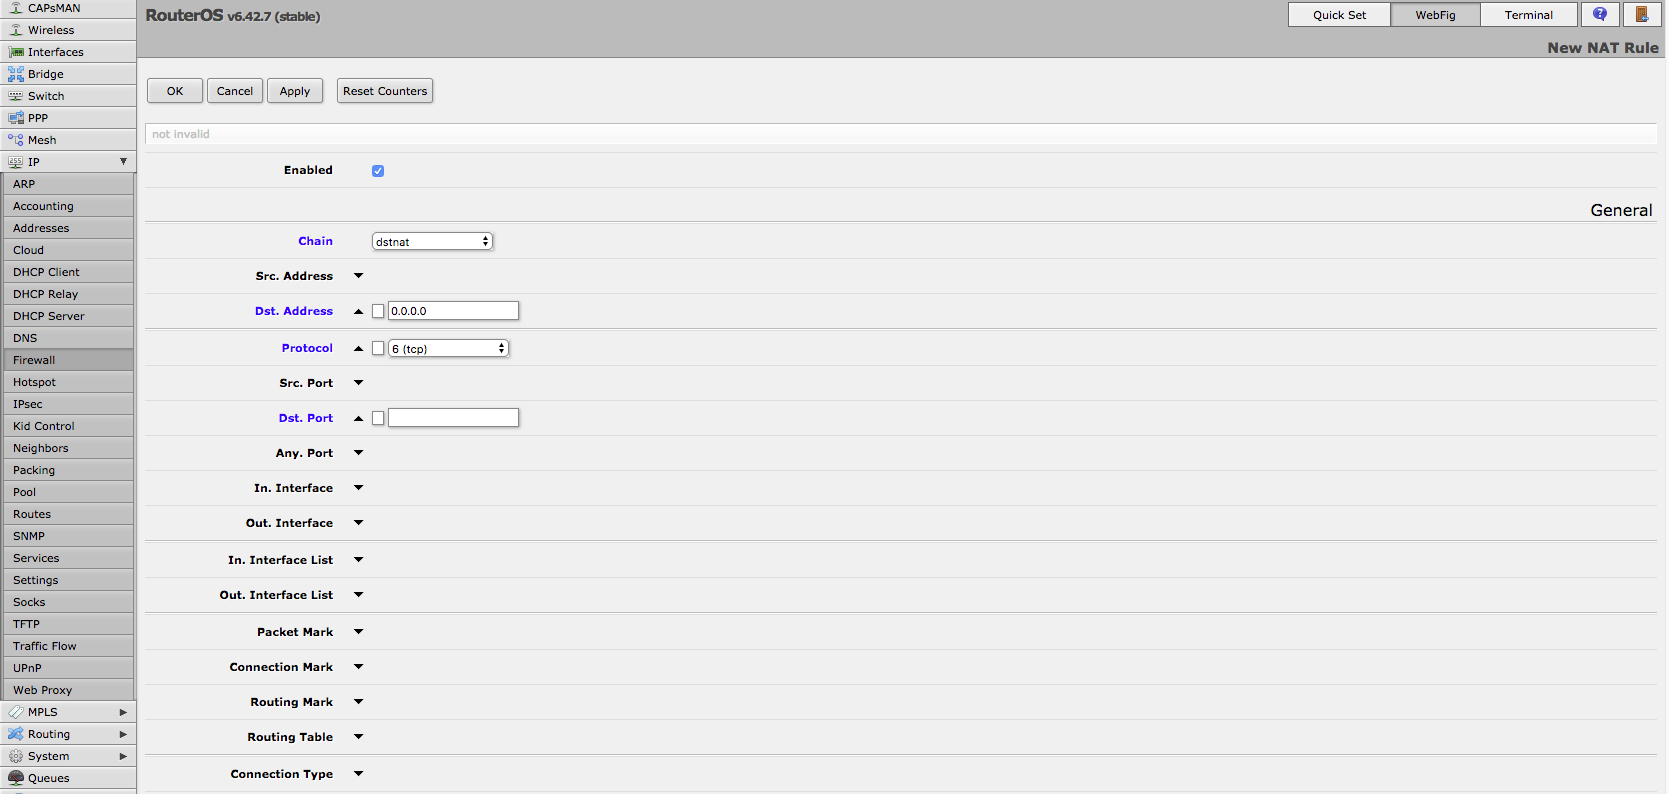 CAPsMAN
Wireless
Interfaces
Bridge
Switch
PPP
Mesh
IP
ARP
Accounting
Addresses
Cloud
DHCP Client
DHCP Relay
DHCP Server
DNS
Firewall
Hotspot
IPsec
Kid Control
Neighbors
Packing
Pool
Routes
SNMP
Services
Settings
Socks
TFTP
Traffic Flow
UPnP
Web Proxy
MPLS
Routing
System
Queues
RouterOS v6.42.7 (stable)
Quick Set WebFig Terminal
New NAT Rule
OK Cancel Apply Reset Counters
not invalid
Enabled
General
Chain dstnat
Src. Address
Dst. Address 0.0.0.0
Protocol 6 (tcp)
Src. Port
Dst. Port
Any. Port
In. Interface
Out. Interface
In. Interface List
Out. Interface List
Packet Mark
Connection Mark
Routing Mark
Routing Table
Connection Type